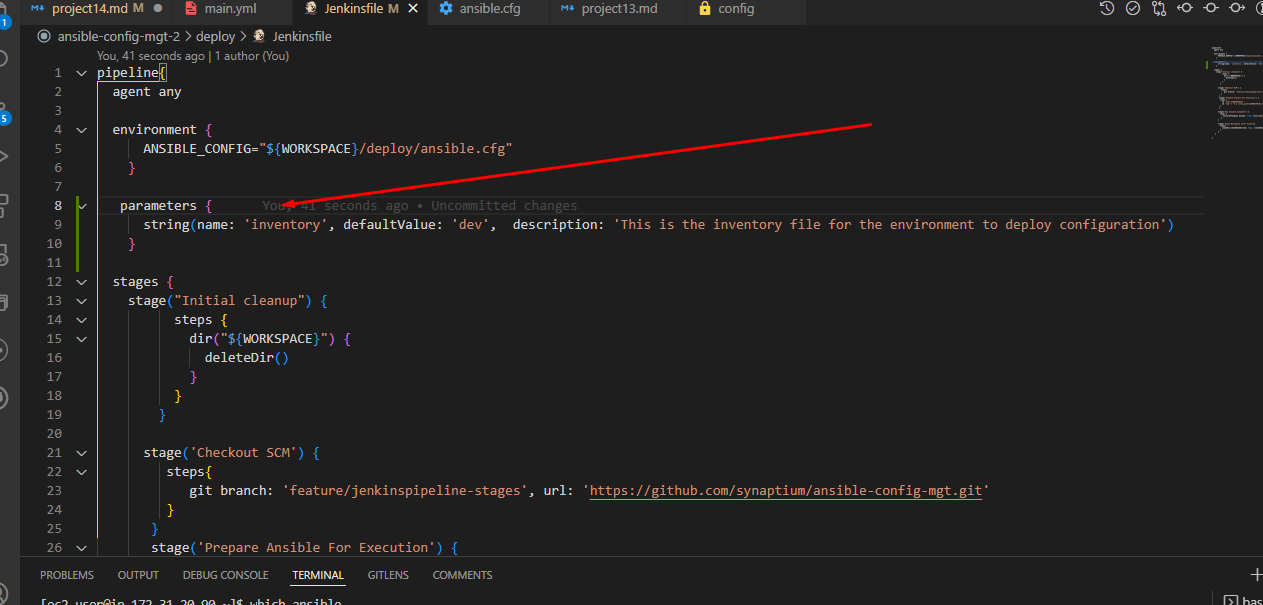 project14.md M
main.yml
Jenkinsfile M
ansible.cfg
project13.md
config
1
ansible-config-mgt-2 > deploy > Jenkinsfile
You, 41 seconds ago | 1 author (You)
1 pipeline{
2 agent any
3
4 environment {
5 ANSIBLE_CONFIG="${WORKSPACE}/deploy/ansible.cfg"
6 }
7
8 parameters { You, 41 seconds ago • Uncommitted changes
9 string(name: 'inventory', defaultValue: 'dev',  description: 'This is the inventory file for the environment to deploy configuration')
10 }
11
12 stages {
13 stage("Initial cleanup") {
14 steps {
15 dir("${WORKSPACE}") {
16 deleteDir()
17 }
18 }
19 }
20
21 stage('Checkout SCM') {
22 steps{
23 git branch: 'feature/jenkinspipeline-stages', url: 'https://github.com/synaptium/ansible-config-mgt.git'
24 }
25 }
26 stage('Prepare Ansible For Execution') {
5
PROBLEMS OUTPUT DEBUG CONSOLE TERMINAL GITLENS COMMENTS
[ec2-user@ip-172-31-20-90 ~]$ which ansible
bas